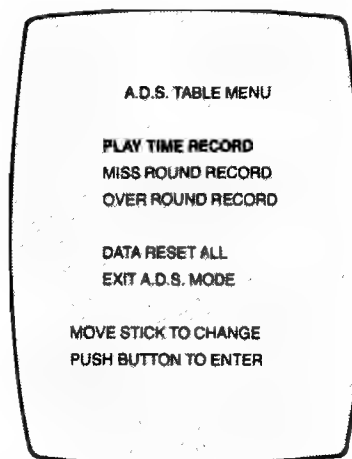 A.D.S. TABLE MENU
PLAY TIME RECORD
MISS ROUND RECORD
OVER ROUND RECORD
DATA RESET ALL
EXIT A.D.S. MODE
MOVE STICK TO CHANGE
PUSH BUTTON TO ENTER